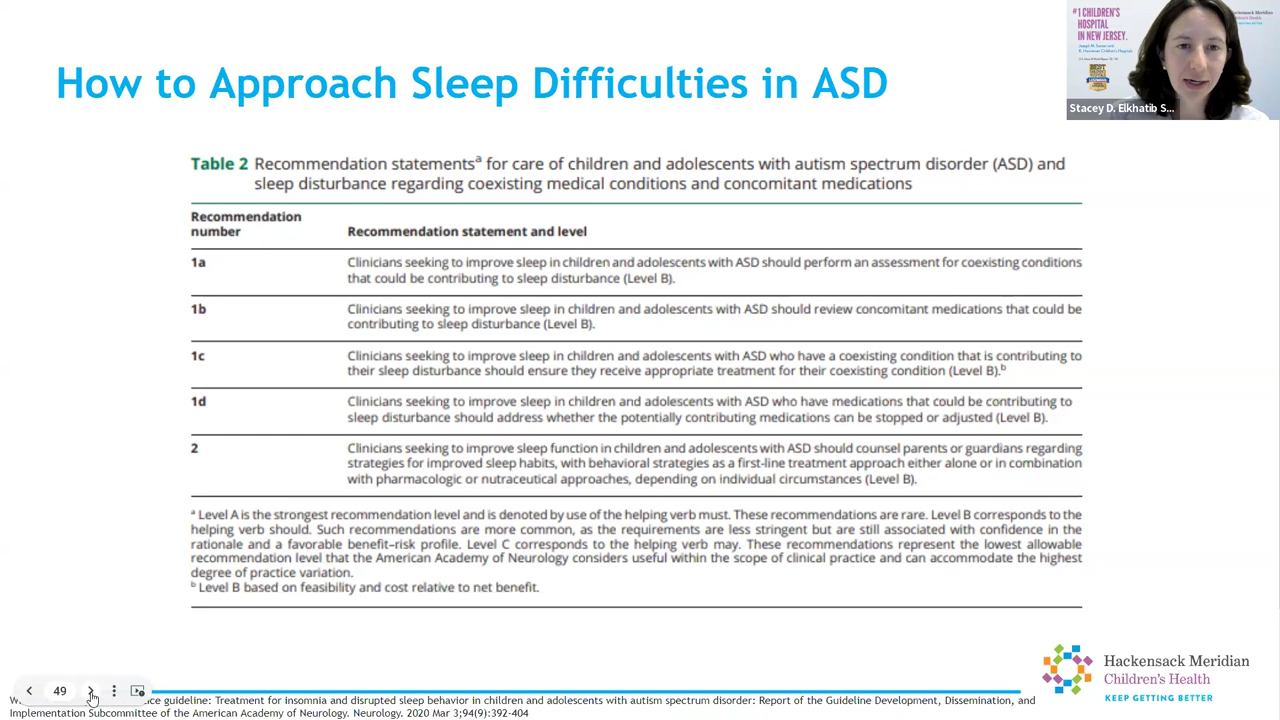 #1 CHILDREN'S
HOSPITAL
IN NEW JERSEY.
Stacey D. Elkhatib S...
How to Approach Sleep Difficulties in ASD
Table 2 Recommendation statementsᵃ for care of children and adolescents with autism spectrum disorder (ASD) and
sleep disturbance regarding coexisting medical conditions and concomitant medications
Recommendation
number
Recommendation statement and level
1a
Clinicians seeking to improve sleep in children and adolescents with ASD should perform an assessment for coexisting conditions
that could be contributing to sleep disturbance (Level B).
1b
Clinicians seeking to improve sleep in children and adolescents with ASD should review concomitant medications that could be
contributing to sleep disturbance (Level B).
1c
Clinicians seeking to improve sleep in children and adolescents with ASD who have a coexisting condition that is contributing to
their sleep disturbance should ensure they receive appropriate treatment for their coexisting condition (Level B).ᵇ
1d
Clinicians seeking to improve sleep in children and adolescents with ASD who have medications that could be contributing to
sleep disturbance should address whether the potentially contributing medications can be stopped or adjusted (Level B).
2
Clinicians seeking to improve sleep function in children and adolescents with ASD should counsel parents or guardians regarding
strategies for improved sleep habits, with behavioral strategies as a first-line treatment approach either alone or in combination
with pharmacologic or nutraceutical approaches, depending on individual circumstances (Level B).
ᵃ Level A is the strongest recommendation level and is denoted by use of the helping verb must. These recommendations are rare. Level B corresponds to the
helping verb should. Such recommendations are more common, as the requirements are less stringent but are still associated with confidence in the
rationale and a favorable benefit–risk profile. Level C corresponds to the helping verb may. These recommendations represent the lowest allowable
recommendation level that the American Academy of Neurology considers useful within the scope of clinical practice and can accommodate the highest
degree of practice variation.
ᵇ Level B based on feasibility and cost relative to net benefit.
Hackensack Meridian
Children's Health
KEEP GETTING BETTER
49
guideline: Treatment for insomnia and disrupted sleep behavior in children and adolescents with autism spectrum disorder: Report of the Guideline Development, Dissemination, and
Implementation Subcommittee of the American Academy of Neurology. Neurology. 2020 Mar 3;94(9):392-404